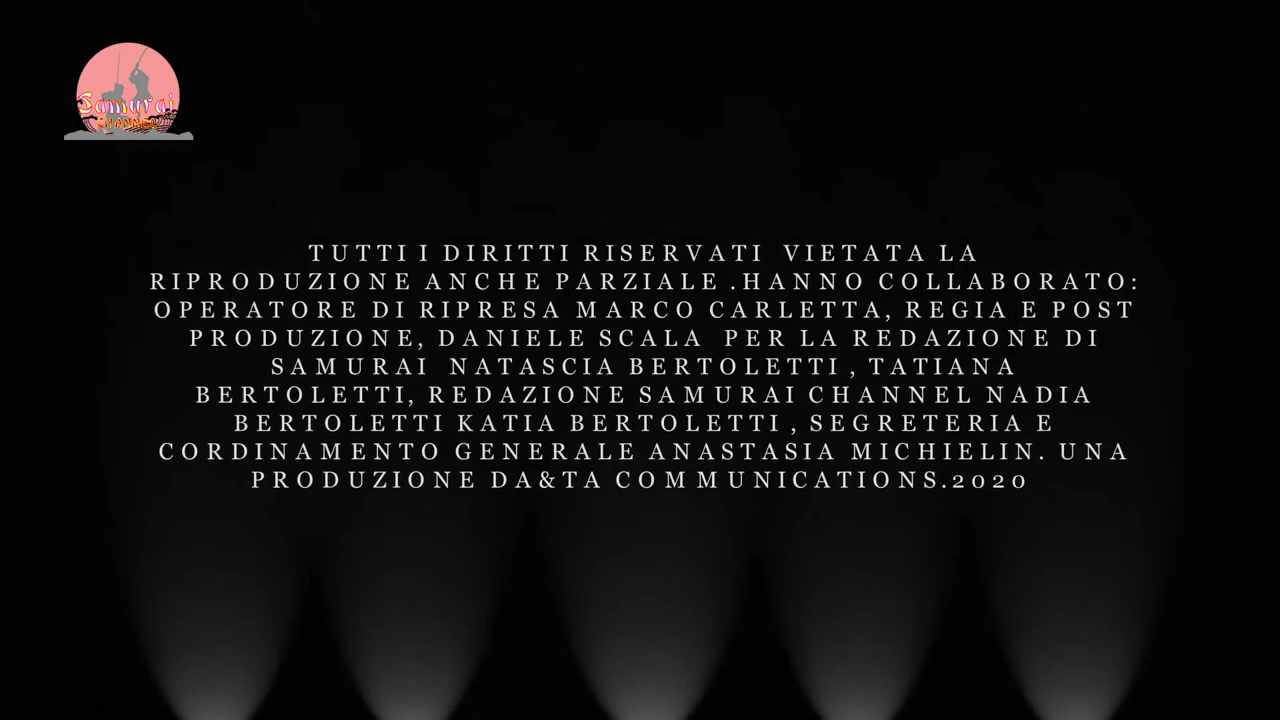 Samurai
CHANNEL
TUTTI I DIRITTI RISERVATI VIETATA LA
RIPRODUZIONE ANCHE PARZIALE .HANNO COLLABORATO:
OPERATORE DI RIPRESA MARCO CARLETTA, REGIA E POST
PRODUZIONE, DANIELE SCALA PER LA REDAZIONE DI
SAMURAI NATASCIA BERTOLETTI , TATIANA
BERTOLETTI, REDAZIONE SAMURAI CHANNEL NADIA
BERTOLETTI KATIA BERTOLETTI , SEGRETERIA E
CORDINAMENTO GENERALE ANASTASIA MICHIELIN. UNA
PRODUZIONE DA&TA COMMUNICATIONS.2020